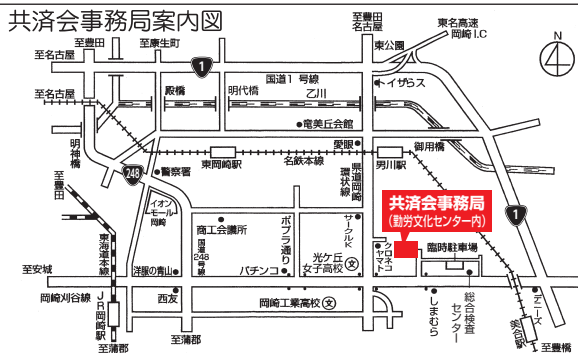 共済会事務局案内図
至豊田
至康生町
至豊田
名古屋
東名高速
岡崎I.C
N
至名古屋
1
東公園
国道1号線
イザらス
至名古屋
殿橋
明代橋
乙川
竜美丘会館
明神橋
愛眼
御用橋
248
東岡崎駅
名鉄本線
男川駅
警察署
県道岡崎
環状線
至豊田
イオン
モール
岡崎
共済会事務局
(勤労文化センター内)
1
東海道本線
商工会議所
国道248号線
ポプラ通り
サークルK
光ケ丘
女子高校
文
クロネコ
ヤマト
臨時駐車場
至安城
洋服の青山
パチンコ
岡崎刈谷線
JR岡崎駅
西友
岡崎工業高校
文
しまむら
総合検査
センター
デニーズ
美合駅
至蒲郡
至蒲郡
至豊橋